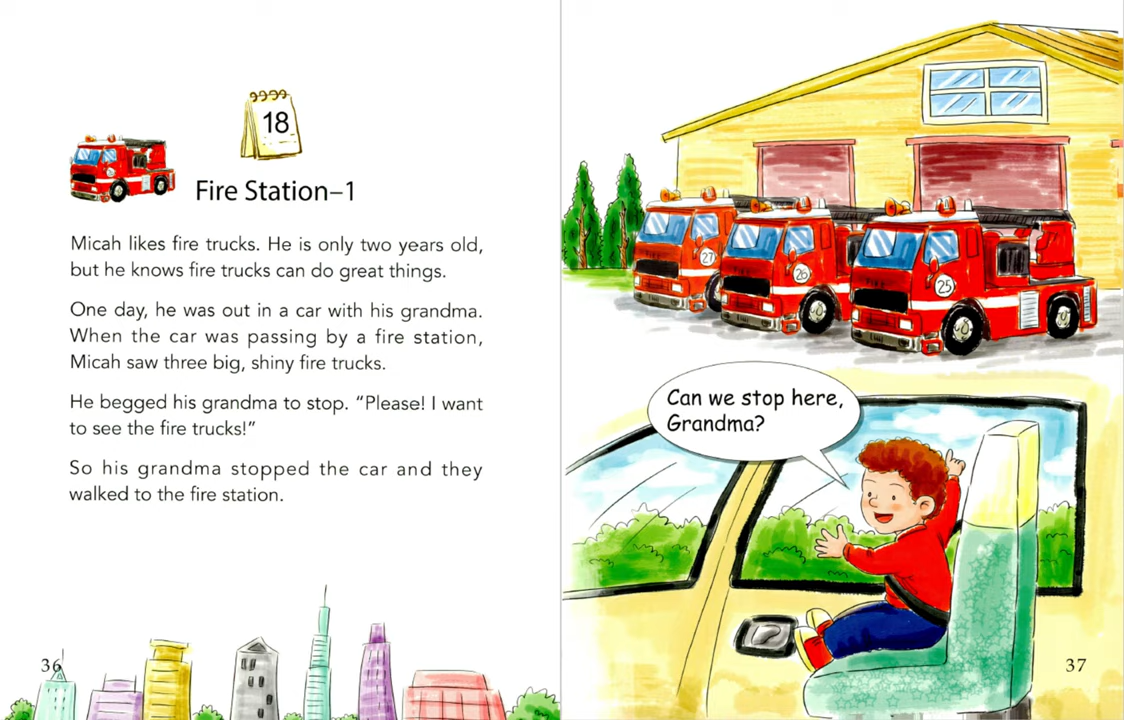 18
Fire Station–1
Micah likes fire trucks. He is only two years old,
but he knows fire trucks can do great things.
One day, he was out in a car with his grandma.
When the car was passing by a fire station,
Micah saw three big, shiny fire trucks.
He begged his grandma to stop. “Please! I want
to see the fire trucks!”
So his grandma stopped the car and they
walked to the fire station.
36
27
26
25
Can we stop here,
Grandma?
37